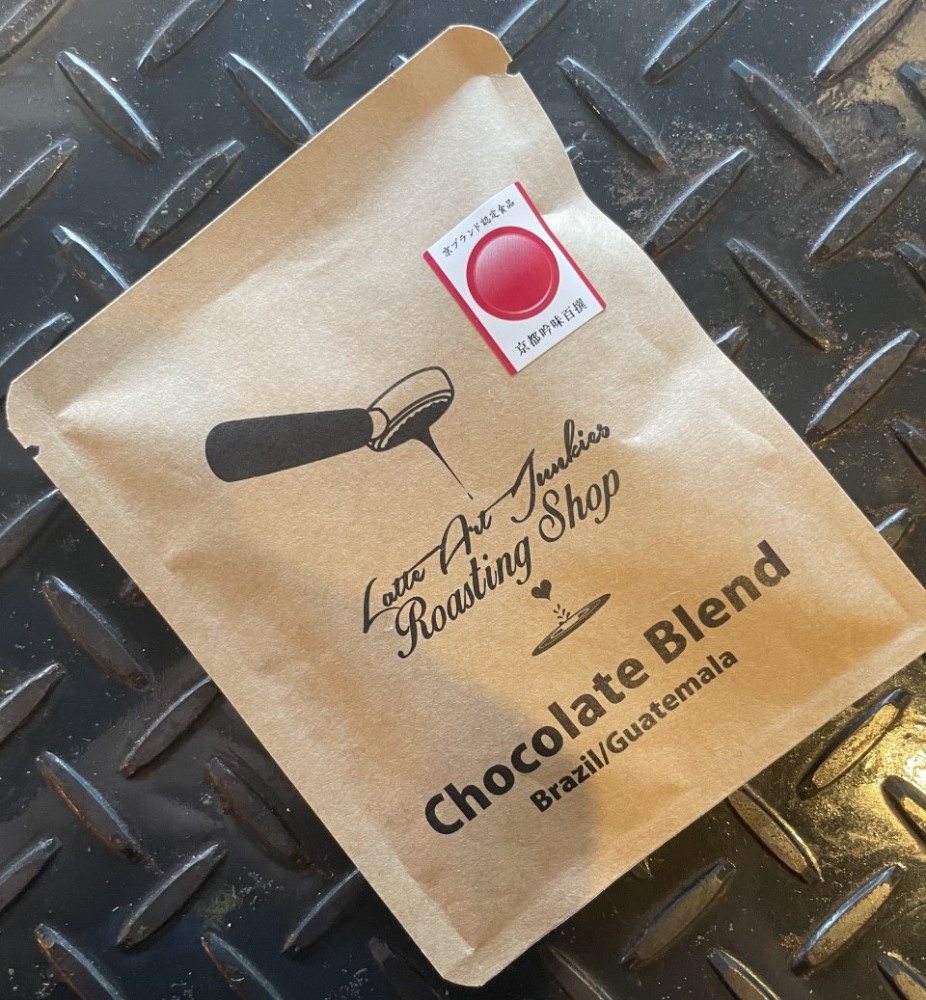 京ブランド認定食品
京都吟味百撰
Latte Art Junkies
Roasting Shop
Chocolate Blend
Brazil/Guatemala